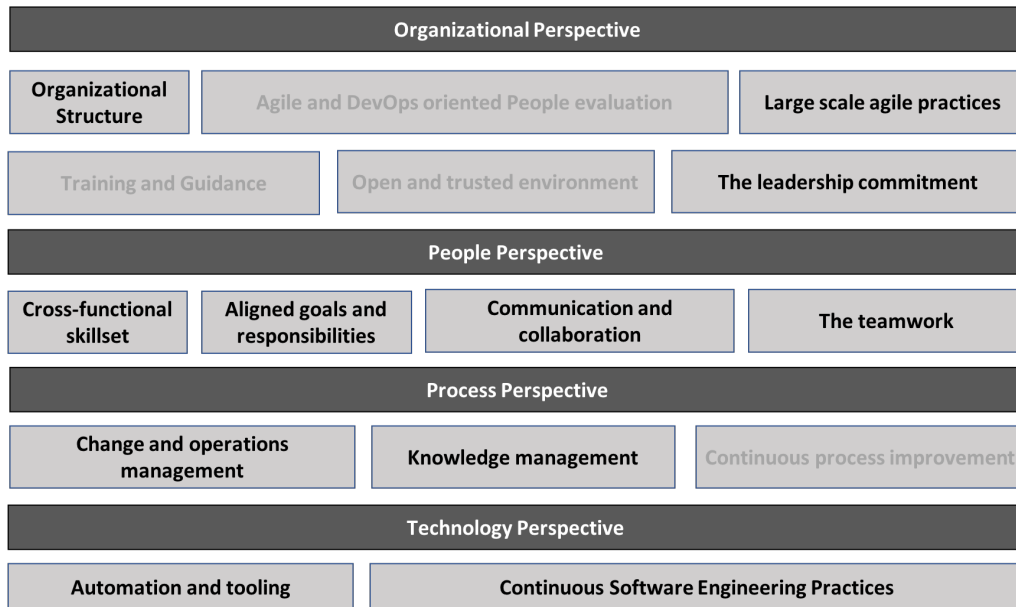 Organizational Perspective
Organizational
Structure
Agile and DevOps oriented People evaluation
Large scale agile practices
Training and Guidance
Open and trusted environment
The leadership commitment
People Perspective
Cross-functional
skillset
Aligned goals and
responsibilities
Communication and
collaboration
The teamwork
Process Perspective
Change and operations
management
Knowledge management
Continuous process improvement
Technology Perspective
Automation and tooling
Continuous Software Engineering Practices